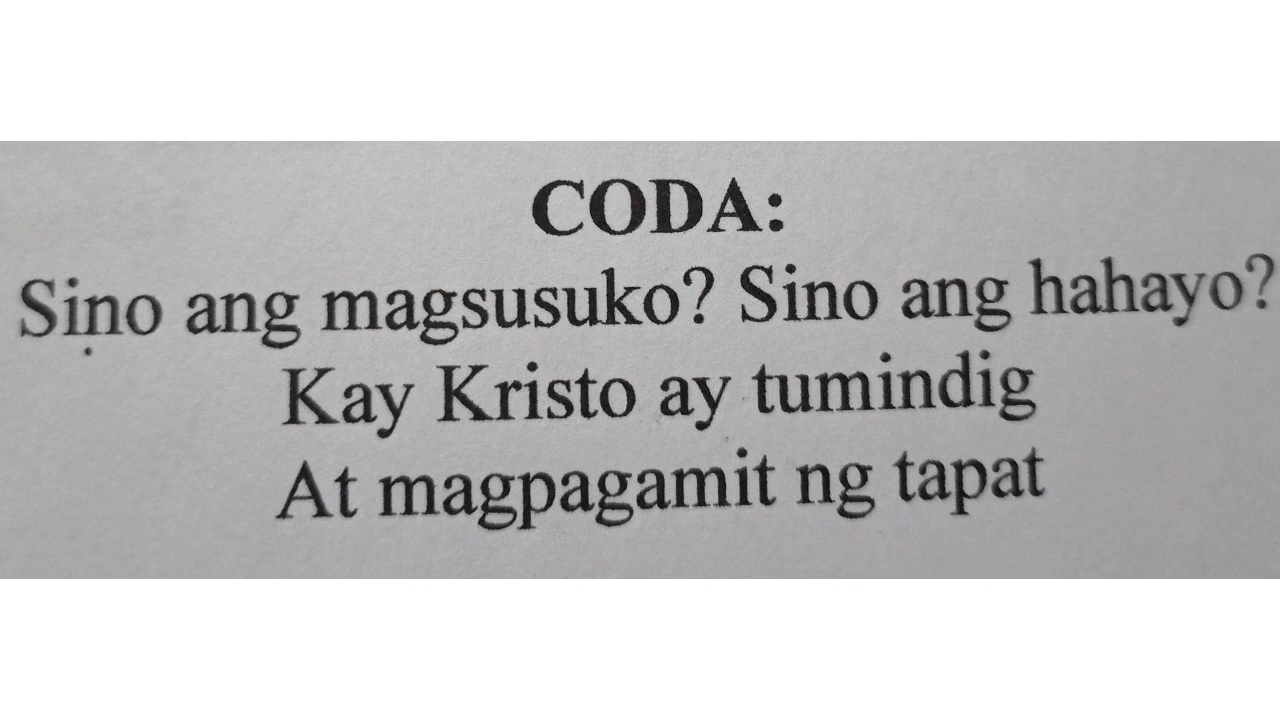 CODA:
Sino ang magsusuko? Sino ang hahayo?
Kay Kristo ay tumindig
At magpagamit ng tapat